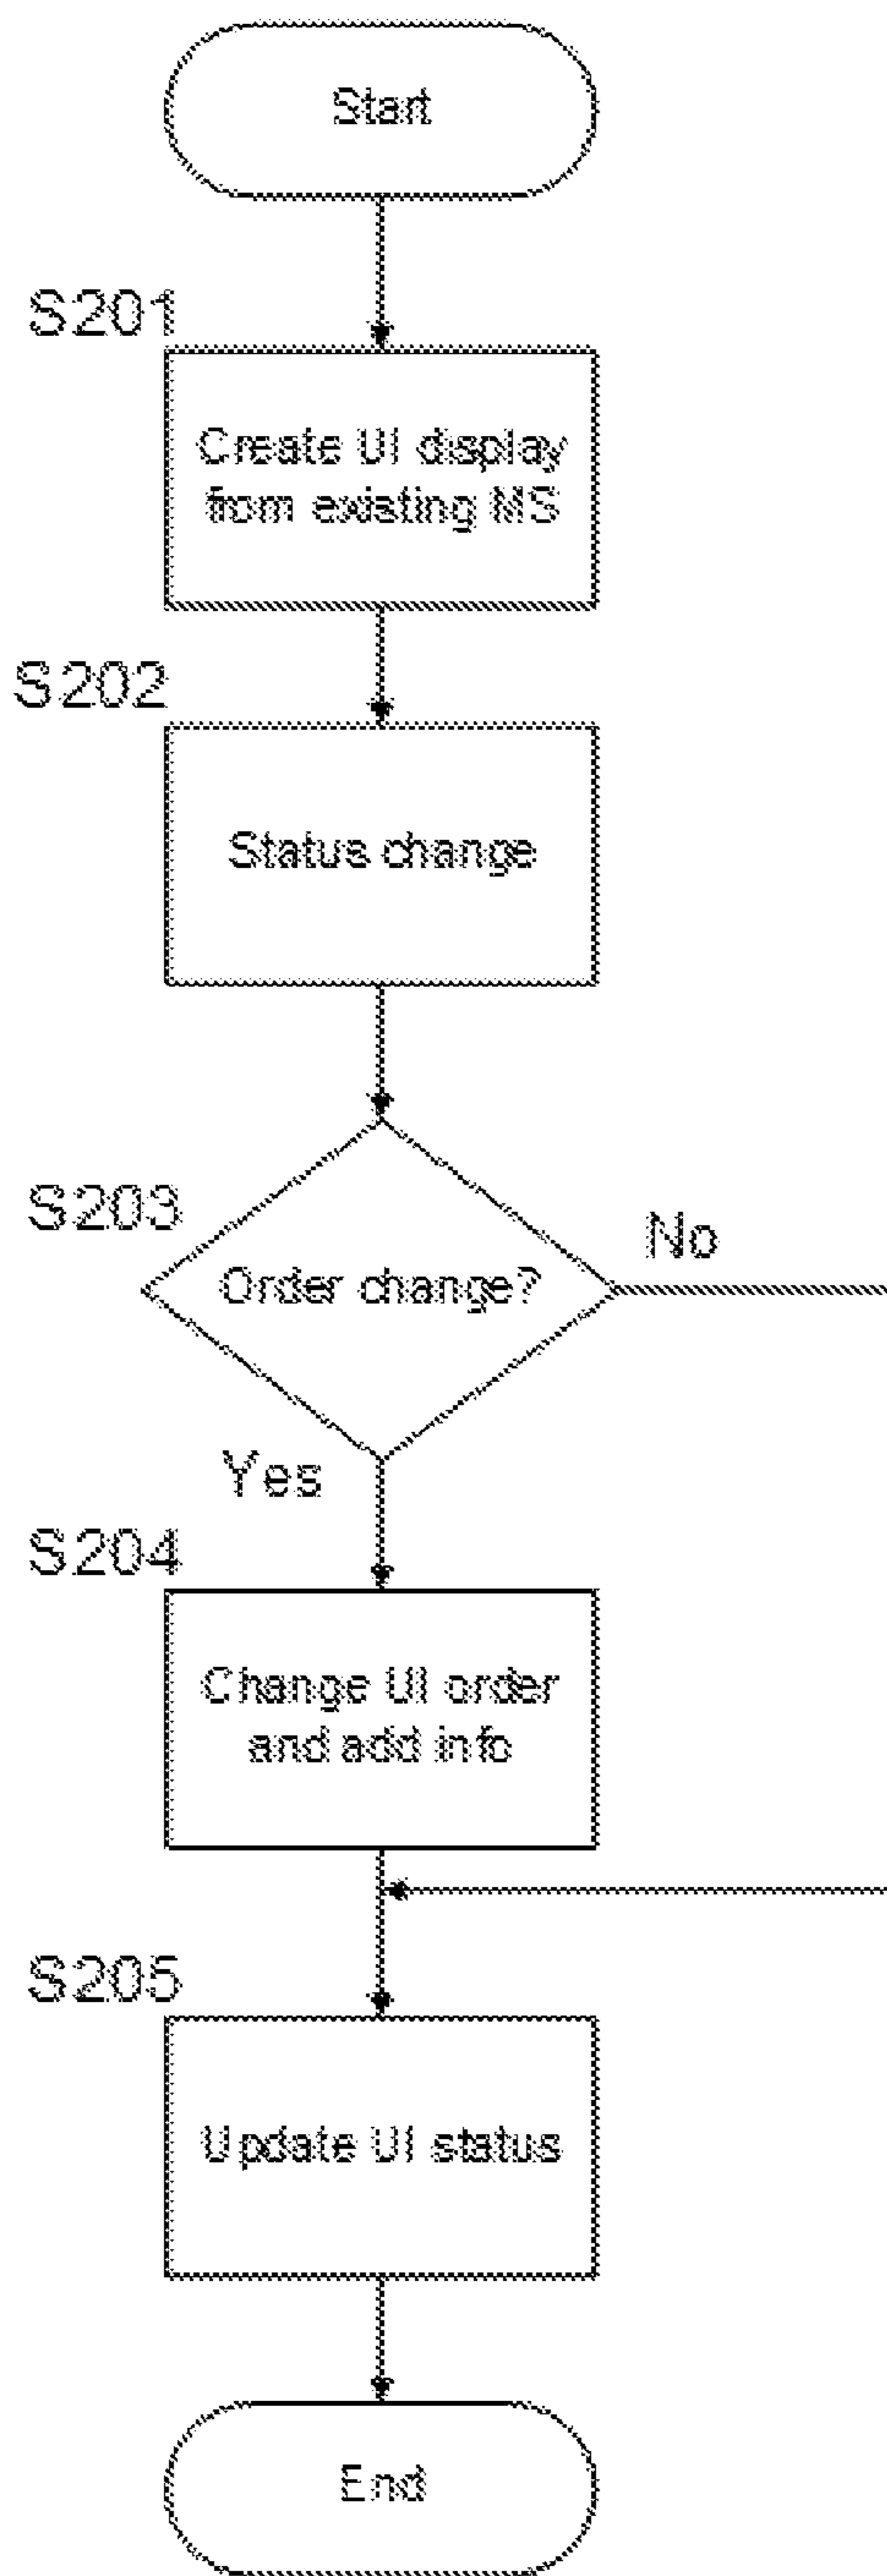 Start
S201
Create UI display
from existing MS
S202
Status change
S203
Order change?
No
Yes
S204
Change UI order
and add info
S205
Update UI status
End